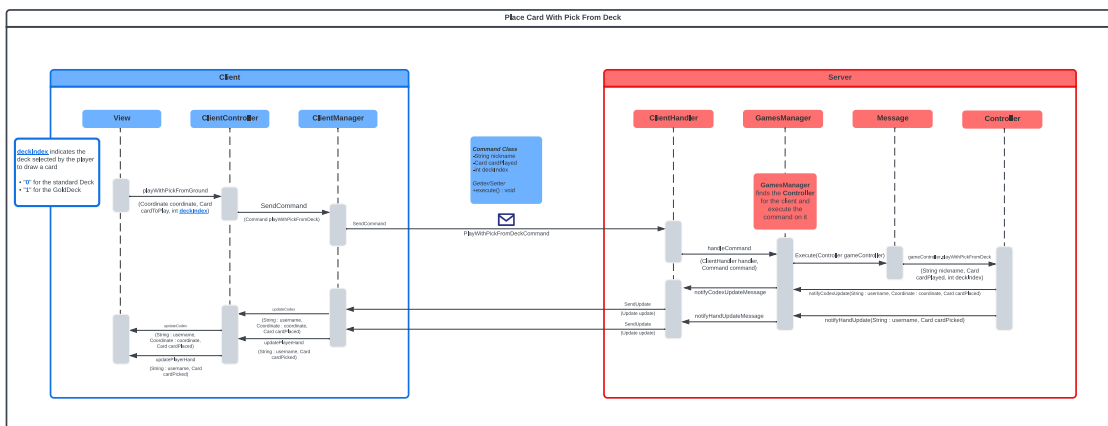 Place Card With Pick From Deck
Client
Server
View
ClientController
ClientManager
ClientHandler
GamesManager
Message
Controller
deckIndex indicates the
deck selected by the player
to draw a card
• "0" for the standard Deck
• "1" for the GoldDeck
Command Class
-String nickname
-Card cardPlayed
-int deckIndex
Getter/Setter
+execute() : void
GamesManager
finds the Controller
for the client and
execute the
command on it
playWithPickFromGround
(Coordinate coordinate, Card
cardToPlay, int deckIndex)
SendCommand
(Command playWithPickFromDeck)
SendCommand
PlayWithPickFromDeckCommand
handleCommand
(ClientHandler handler,
Command command)
Execute(Controller gameController)
gameController.playWithPickFromDeck
(String nickname, Card
cardPlayed, int deckIndex)
notifyCodexUpdate(String : username, Coordinate : coordinate, Card cardPlaced)
notifyCodexUpdateMessage
SendUpdate
(Update update)
updateCodex
(String : username,
Coordinate : coordinate,
Card cardPlaced)
updateCodex
(String : username,
Coordinate : coordinate,
Card cardPlaced)
notifyHandUpdate(String : username, Card cardPicked)
notifyHandUpdateMessage
SendUpdate
(Update update)
updatePlayerHand
(String : username, Card
cardPicked)
updatePlayerHand
(String : username, Card
cardPicked)